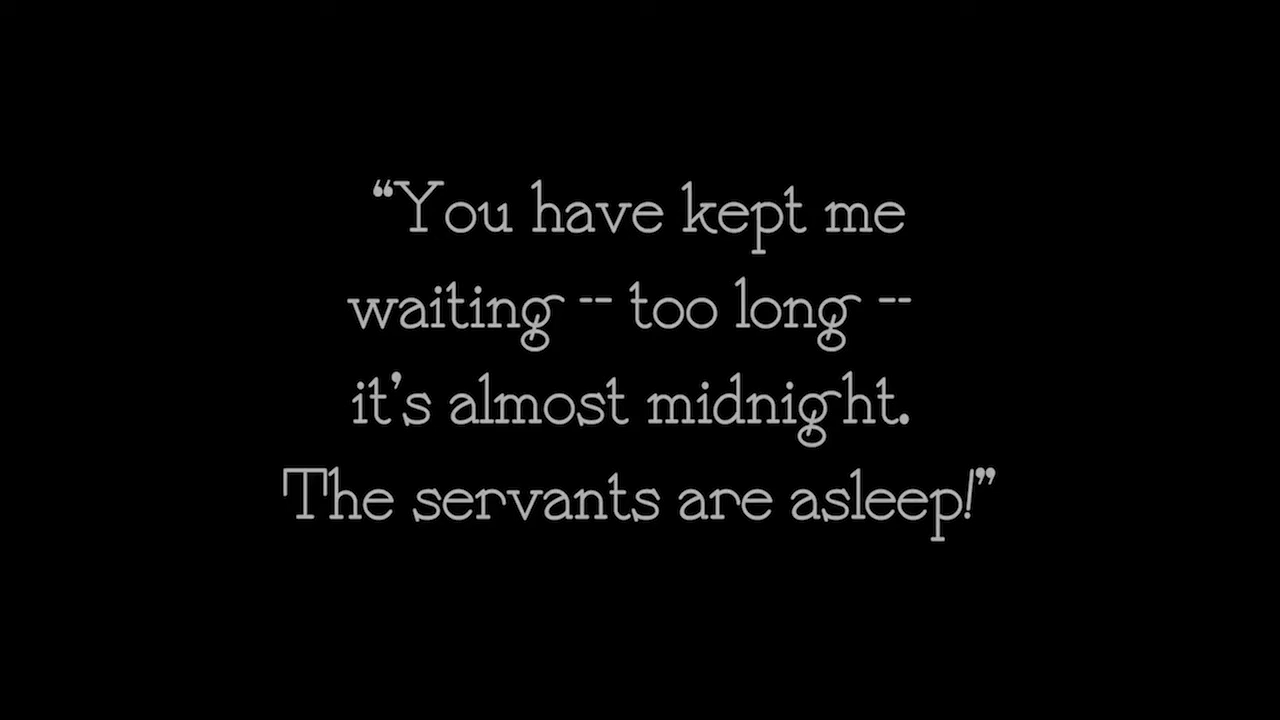 “You have kept me
waiting -- too long --
it’s almost midnight.
The servants are asleep!”